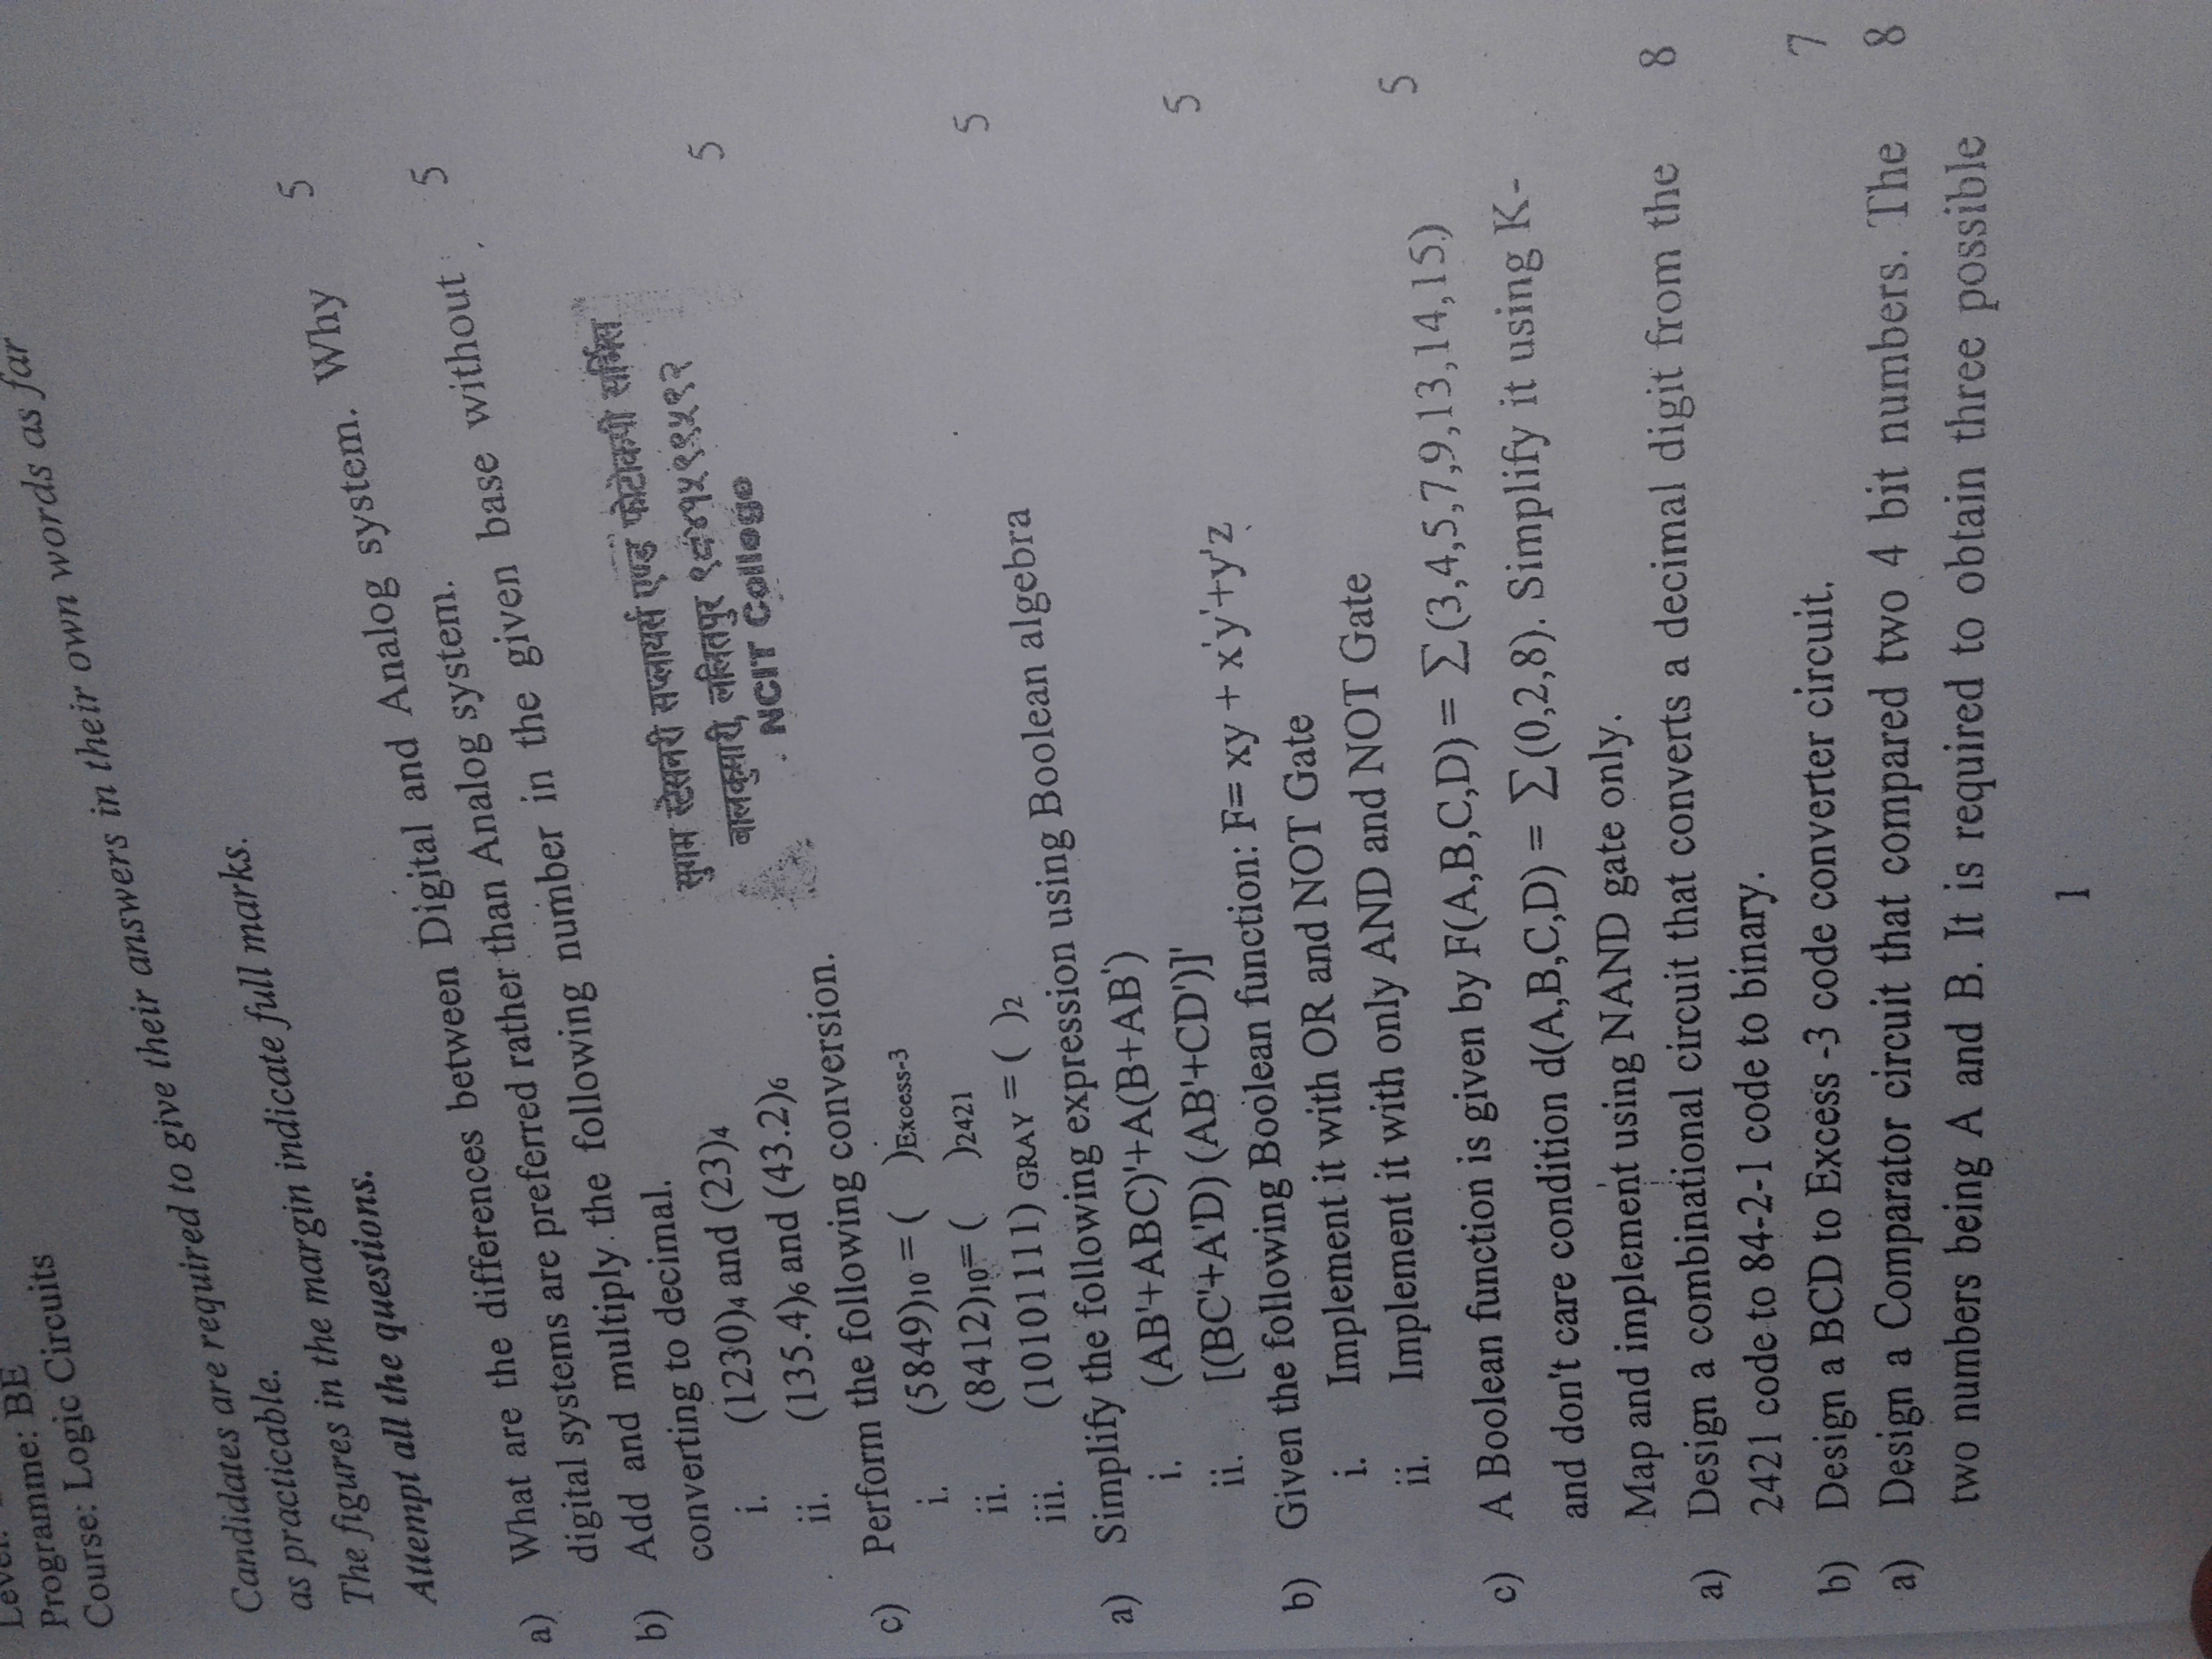 Level:
Programme: BE
Course: Logic Circuits
Candidates are required to give their answers in their own words as far
as practicable.
The figures in the margin indicate full marks.
Attempt all the questions.
a) What are the differences between Digital and Analog system. Why 5
digital systems are preferred rather than Analog system.
b) Add and multiply the following number in the given base without 5
converting to decimal.
i. (1230)4 and (23)4
ii. (135.4)6 and (43.2)6
सुगम स्टेसनरी सप्लायर्स एण्ड फोटोकपी सर्भिस
बालकुमारी, ललितपुर ९८४१५९९५९२
NCIT College
c) Perform the following conversion. 5
i. (5849)10 = ( )Excess-3
ii. (8412)10= ( )2421
iii. (10101111) GRAY = ( )2
a) Simplify the following expression using Boolean algebra 5
i. (AB'+ABC)'+A(B+AB')
ii. [(BC'+A'D) (AB'+CD')]'
b) Given the following Boolean function: F= xy + x'y'+y'z 5
i. Implement it with OR and NOT Gate
ii. Implement it with only AND and NOT Gate
c) A Boolean function is given by F(A,B,C,D) = ∑(3,4,5,7,9,13,14,15) 5
and don't care condition d(A,B,C,D) = ∑(0,2,8). Simplify it using K-
Map and implement using NAND gate only.
a) Design a combinational circuit that converts a decimal digit from the 8
2421 code to 84-2-1 code to binary.
b) Design a BCD to Excess -3 code converter circuit. 7
a) Design a Comparator circuit that compared two 4 bit numbers. The 8
two numbers being A and B. It is required to obtain three possible
1